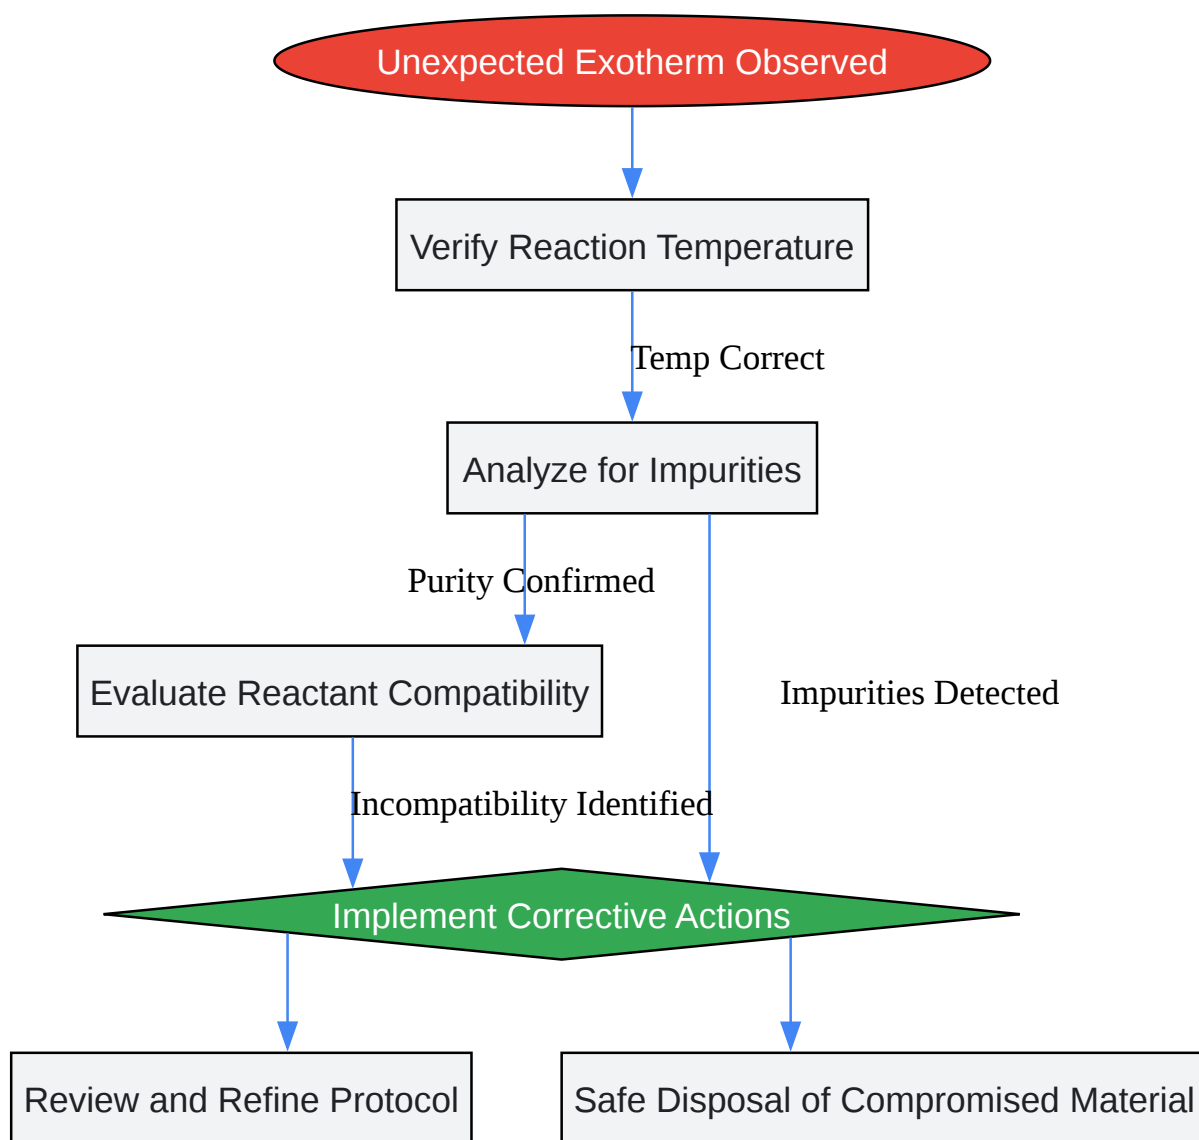 Unexpected Exotherm Observed
Verify Reaction Temperature
Temp Correct
Analyze for Impurities
Purity Confirmed
Evaluate Reactant Compatibility
Impurities Detected
Incompatibility Identified
Implement Corrective Actions
Review and Refine Protocol
Safe Disposal of Compromised Material